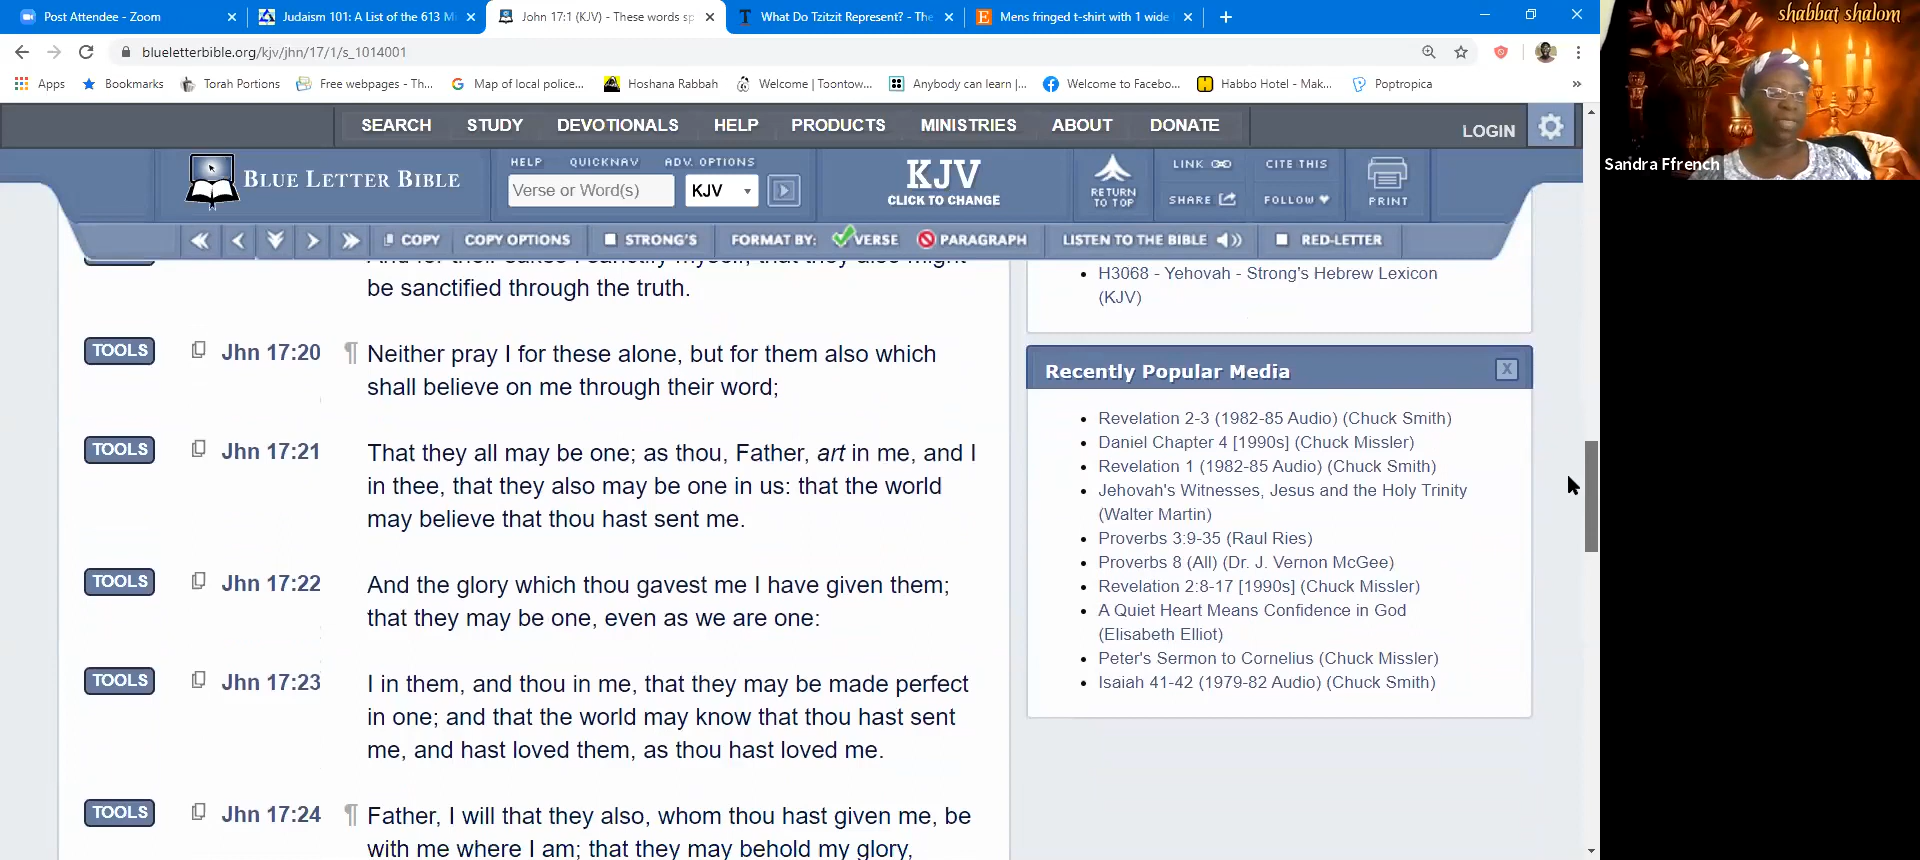 Post Attendee - Zoom
Judaism 101: A List of the 613 Mi
John 17:1 (KJV) - These words sp
What Do Tzitzit Represent? - The
Mens fringed t-shirt with 1 wide
shabbat shalom
blueletterbible.org/kjv/jhn/17/1/s_1014001
Apps
Bookmarks
Torah Portions
Free webpages - Th...
Map of local police...
Hoshana Rabbah
Welcome | Toontow...
Anybody can learn |...
Welcome to Facebo...
Habbo Hotel - Mak...
Poptropica
Sandra Ffrench
SEARCH
STUDY
DEVOTIONALS
HELP
PRODUCTS
MINISTRIES
ABOUT
DONATE
LOGIN
BLUE LETTER BIBLE
HELP
QUICKNAV
ADV. OPTIONS
Verse or Word(s)
KJV
KJV
CLICK TO CHANGE
RETURN
TO TOP
LINK
CITE THIS
SHARE
FOLLOW
PRINT
COPY
COPY OPTIONS
STRONG'S
FORMAT BY:
VERSE
PARAGRAPH
LISTEN TO THE BIBLE
RED-LETTER
And for their sakes I sanctify myself, that they also might
be sanctified through the truth.
TOOLS
Jhn 17:20
¶ Neither pray I for these alone, but for them also which
shall believe on me through their word;
TOOLS
Jhn 17:21
That they all may be one; as thou, Father, art in me, and I
in thee, that they also may be one in us: that the world
may believe that thou hast sent me.
TOOLS
Jhn 17:22
And the glory which thou gavest me I have given them;
that they may be one, even as we are one:
TOOLS
Jhn 17:23
I in them, and thou in me, that they may be made perfect
in one; and that the world may know that thou hast sent
me, and hast loved them, as thou hast loved me.
TOOLS
Jhn 17:24
¶ Father, I will that they also, whom thou hast given me, be
with me where I am; that they may behold my glory,
H3068 - Yehovah - Strong's Hebrew Lexicon
(KJV)
Recently Popular Media
X
Revelation 2-3 (1982-85 Audio) (Chuck Smith)
Daniel Chapter 4 [1990s] (Chuck Missler)
Revelation 1 (1982-85 Audio) (Chuck Smith)
Jehovah's Witnesses, Jesus and the Holy Trinity
(Walter Martin)
Proverbs 3:9-35 (Raul Ries)
Proverbs 8 (All) (Dr. J. Vernon McGee)
Revelation 2:8-17 [1990s] (Chuck Missler)
A Quiet Heart Means Confidence in God
(Elisabeth Elliot)
Peter's Sermon to Cornelius (Chuck Missler)
Isaiah 41-42 (1979-82 Audio) (Chuck Smith)